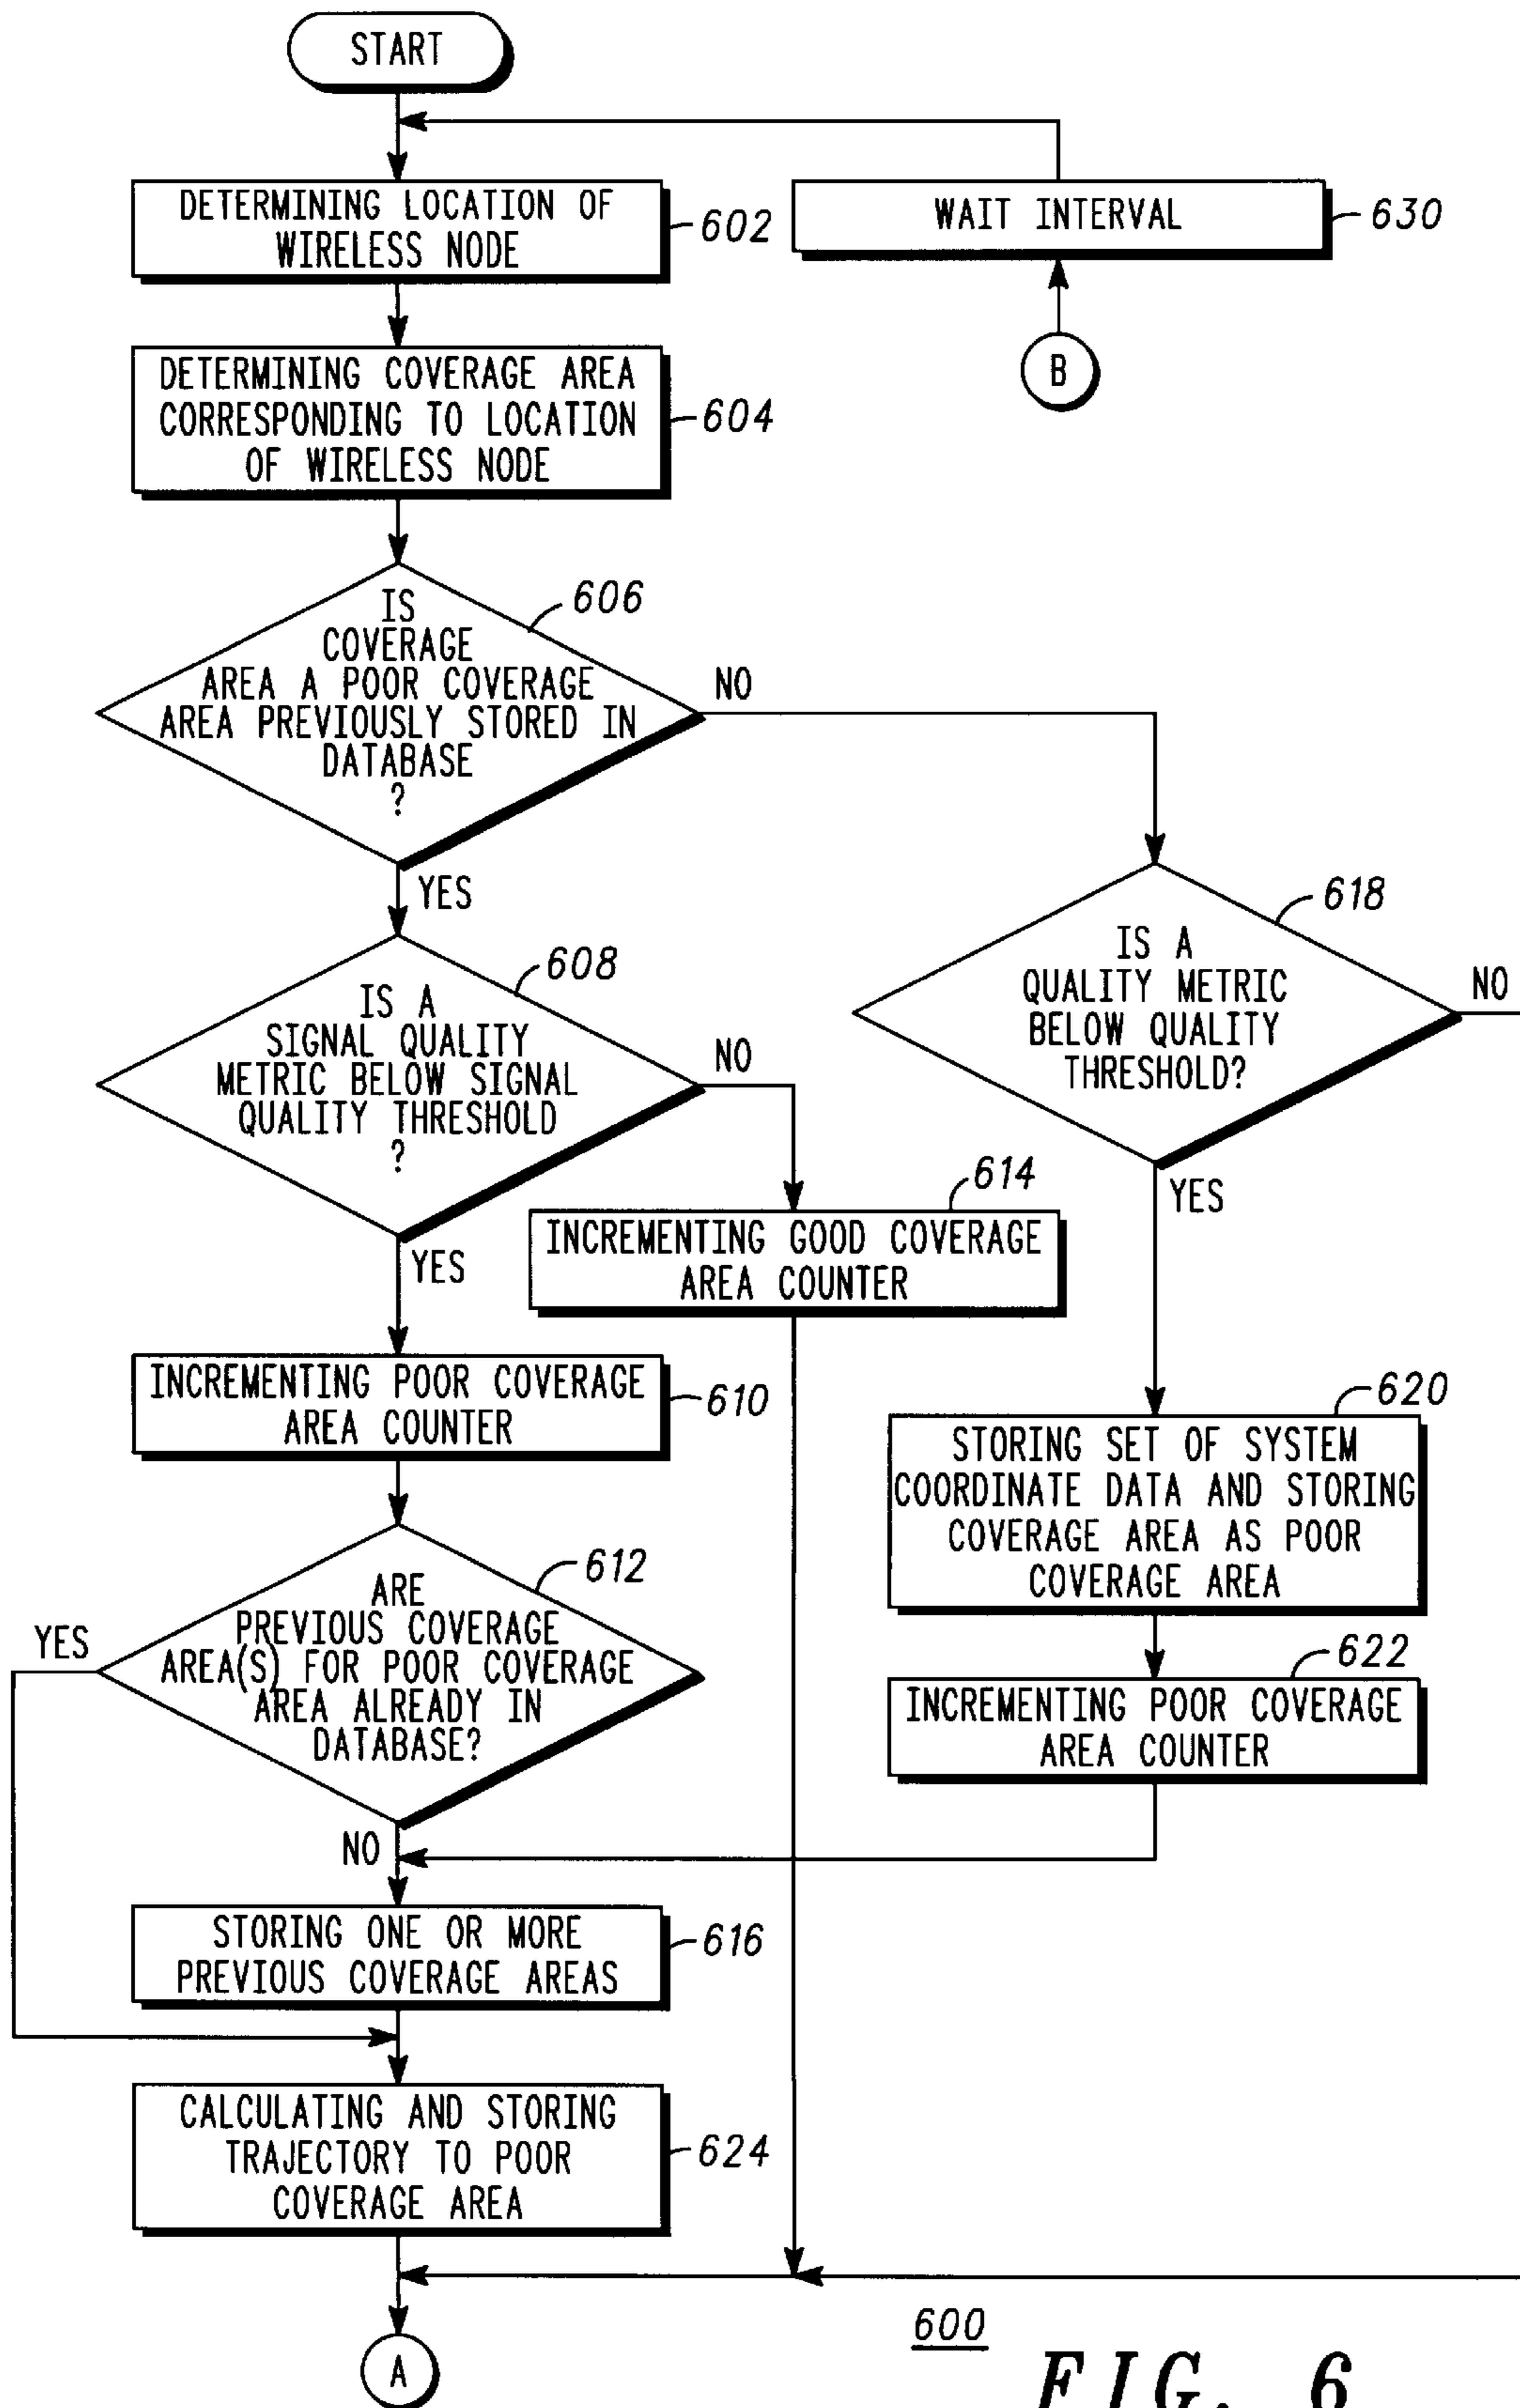 START
DETERMINING LOCATION OF
WIRELESS NODE
602
WAIT INTERVAL
630
B
DETERMINING COVERAGE AREA
CORRESPONDING TO LOCATION
OF WIRELESS NODE
604
IS
COVERAGE
AREA A POOR COVERAGE
AREA PREVIOUSLY STORED IN
DATABASE
?
606
NO
YES
IS A
SIGNAL QUALITY
METRIC BELOW SIGNAL
QUALITY THRESHOLD
?
608
NO
YES
IS A
QUALITY METRIC
BELOW QUALITY
THRESHOLD?
618
NO
YES
INCREMENTING GOOD COVERAGE
AREA COUNTER
614
INCREMENTING POOR COVERAGE
AREA COUNTER
610
STORING SET OF SYSTEM
COORDINATE DATA AND STORING
COVERAGE AREA AS POOR
COVERAGE AREA
620
ARE
PREVIOUS COVERAGE
AREA(S) FOR POOR COVERAGE
AREA ALREADY IN
DATABASE?
612
YES
NO
INCREMENTING POOR COVERAGE
AREA COUNTER
622
STORING ONE OR MORE
PREVIOUS COVERAGE AREAS
616
CALCULATING AND STORING
TRAJECTORY TO POOR
COVERAGE AREA
624
A
600
FIG. 6